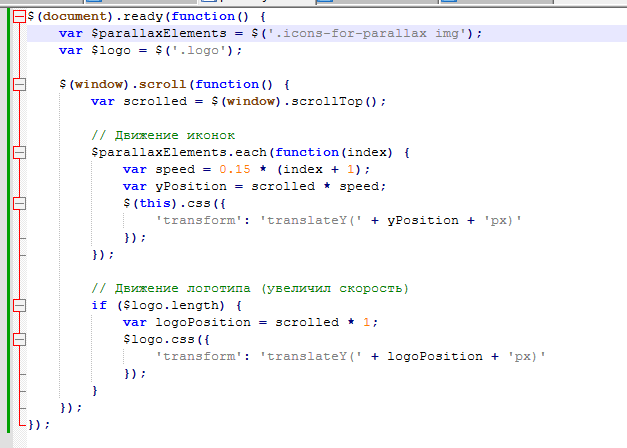 $(document).ready(function() {
    var $parallaxElements = $('.icons-for-parallax img');
    var $logo = $('.logo');

    $(window).scroll(function() {
        var scrolled = $(window).scrollTop();

        // Движение иконок
        $parallaxElements.each(function(index) {
            var speed = 0.15 * (index + 1);
            var yPosition = scrolled * speed;
            $(this).css({
                'transform': 'translateY(' + yPosition + 'px)'
            });
        });

        // Движение логотипа (увеличил скорость)
        if ($logo.length) {
            var logoPosition = scrolled * 1;
            $logo.css({
                'transform': 'translateY(' + logoPosition + 'px)'
            });
        }
    });
});